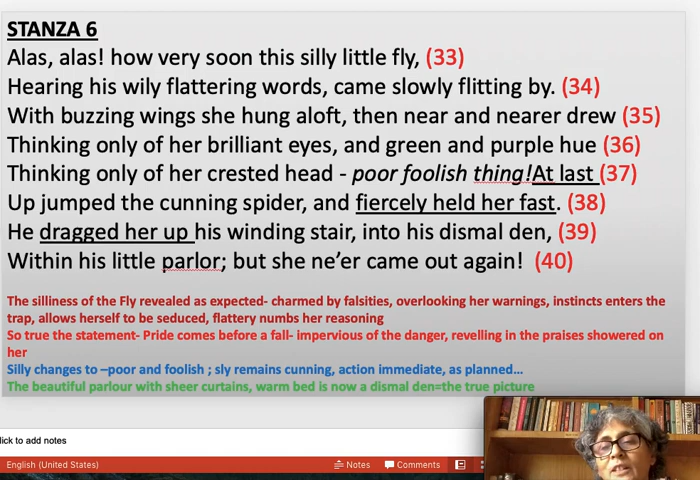 STANZA 6
Alas, alas! how very soon this silly little fly, (33)
Hearing his wily flattering words, came slowly flitting by. (34)
With buzzing wings she hung aloft, then near and nearer drew (35)
Thinking only of her brilliant eyes, and green and purple hue (36)
Thinking only of her crested head - poor foolish thing!At last (37)
Up jumped the cunning spider, and fiercely held her fast. (38)
He dragged her up his winding stair, into his dismal den, (39)
Within his little parlor; but she ne’er came out again! (40)
The silliness of the Fly revealed as expected- charmed by falsities, overlooking her warnings, instincts enters the
trap, allows herself to be seduced, flattery numbs her reasoning
So true the statement- Pride comes before a fall- impervious of the danger, revelling in the praises showered on
her
Silly changes to –poor and foolish ; sly remains cunning, action immediate, as planned...
The beautiful parlour with sheer curtains, warm bed is now a dismal den=the true picture
lick to add notes
English (United States)
Notes
Comments